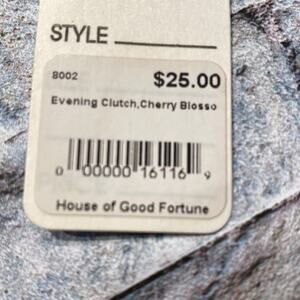 STYLE
8002 $25.00
Evening Clutch,Cherry Blosso
0 00000 16116 9
House of Good Fortune